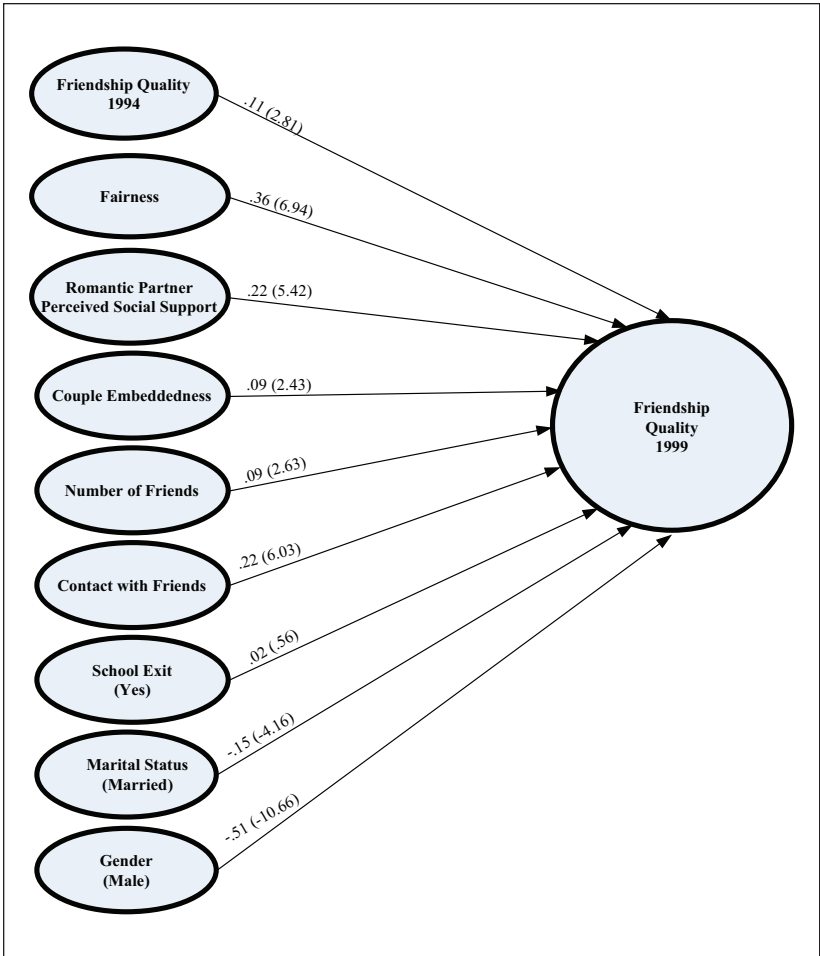 Friendship Quality
1994
.11 (2.81)
Fairness
.36 (6.94)
Romantic Partner
Perceived Social Support
.22 (5.42)
Couple Embeddedness
.09 (2.43)
Number of Friends
.09 (2.63)
Contact with Friends
.22 (6.03)
School Exit
(Yes)
.02 (.56)
Marital Status
(Married)
-.15 (-4.16)
Gender
(Male)
-.51 (-10.66)
Friendship
Quality
1999